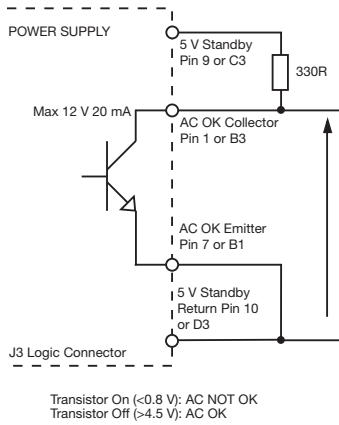 POWER SUPPLY
5 V Standby
Pin 9 or C3
330R
Max 12 V 20 mA
AC OK Collector
Pin 1 or B3
AC OK Emitter
Pin 7 or B1
5 V Standby
Return Pin 10
or D3
J3 Logic Connector
Transistor On (<0.8 V): AC NOT OK
Transistor Off (>4.5 V): AC OK